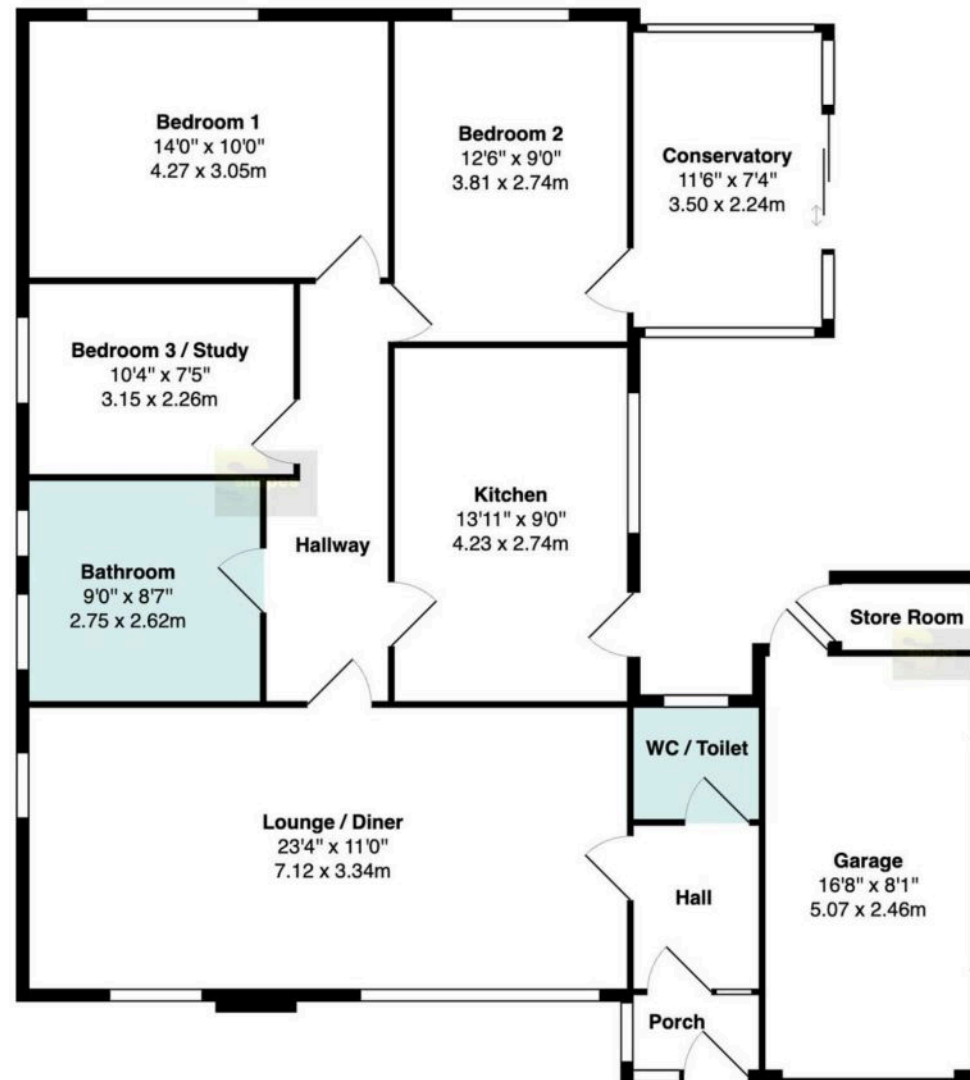 Bedroom 1
14'0" x 10'0"
4.27 x 3.05m
Bedroom 2
12'6" x 9'0"
3.81 x 2.74m
Conservatory
11'6" x 7'4"
3.50 x 2.24m
Bedroom 3 / Study
10'4" x 7'5"
3.15 x 2.26m
Kitchen
13'11" x 9'0"
4.23 x 2.74m
Hallway
Bathroom
9'0" x 8'7"
2.75 x 2.62m
Store Room
WC / Toilet
Lounge / Diner
23'4" x 11'0"
7.12 x 3.34m
Garage
16'8" x 8'1"
5.07 x 2.46m
Hall
Porch